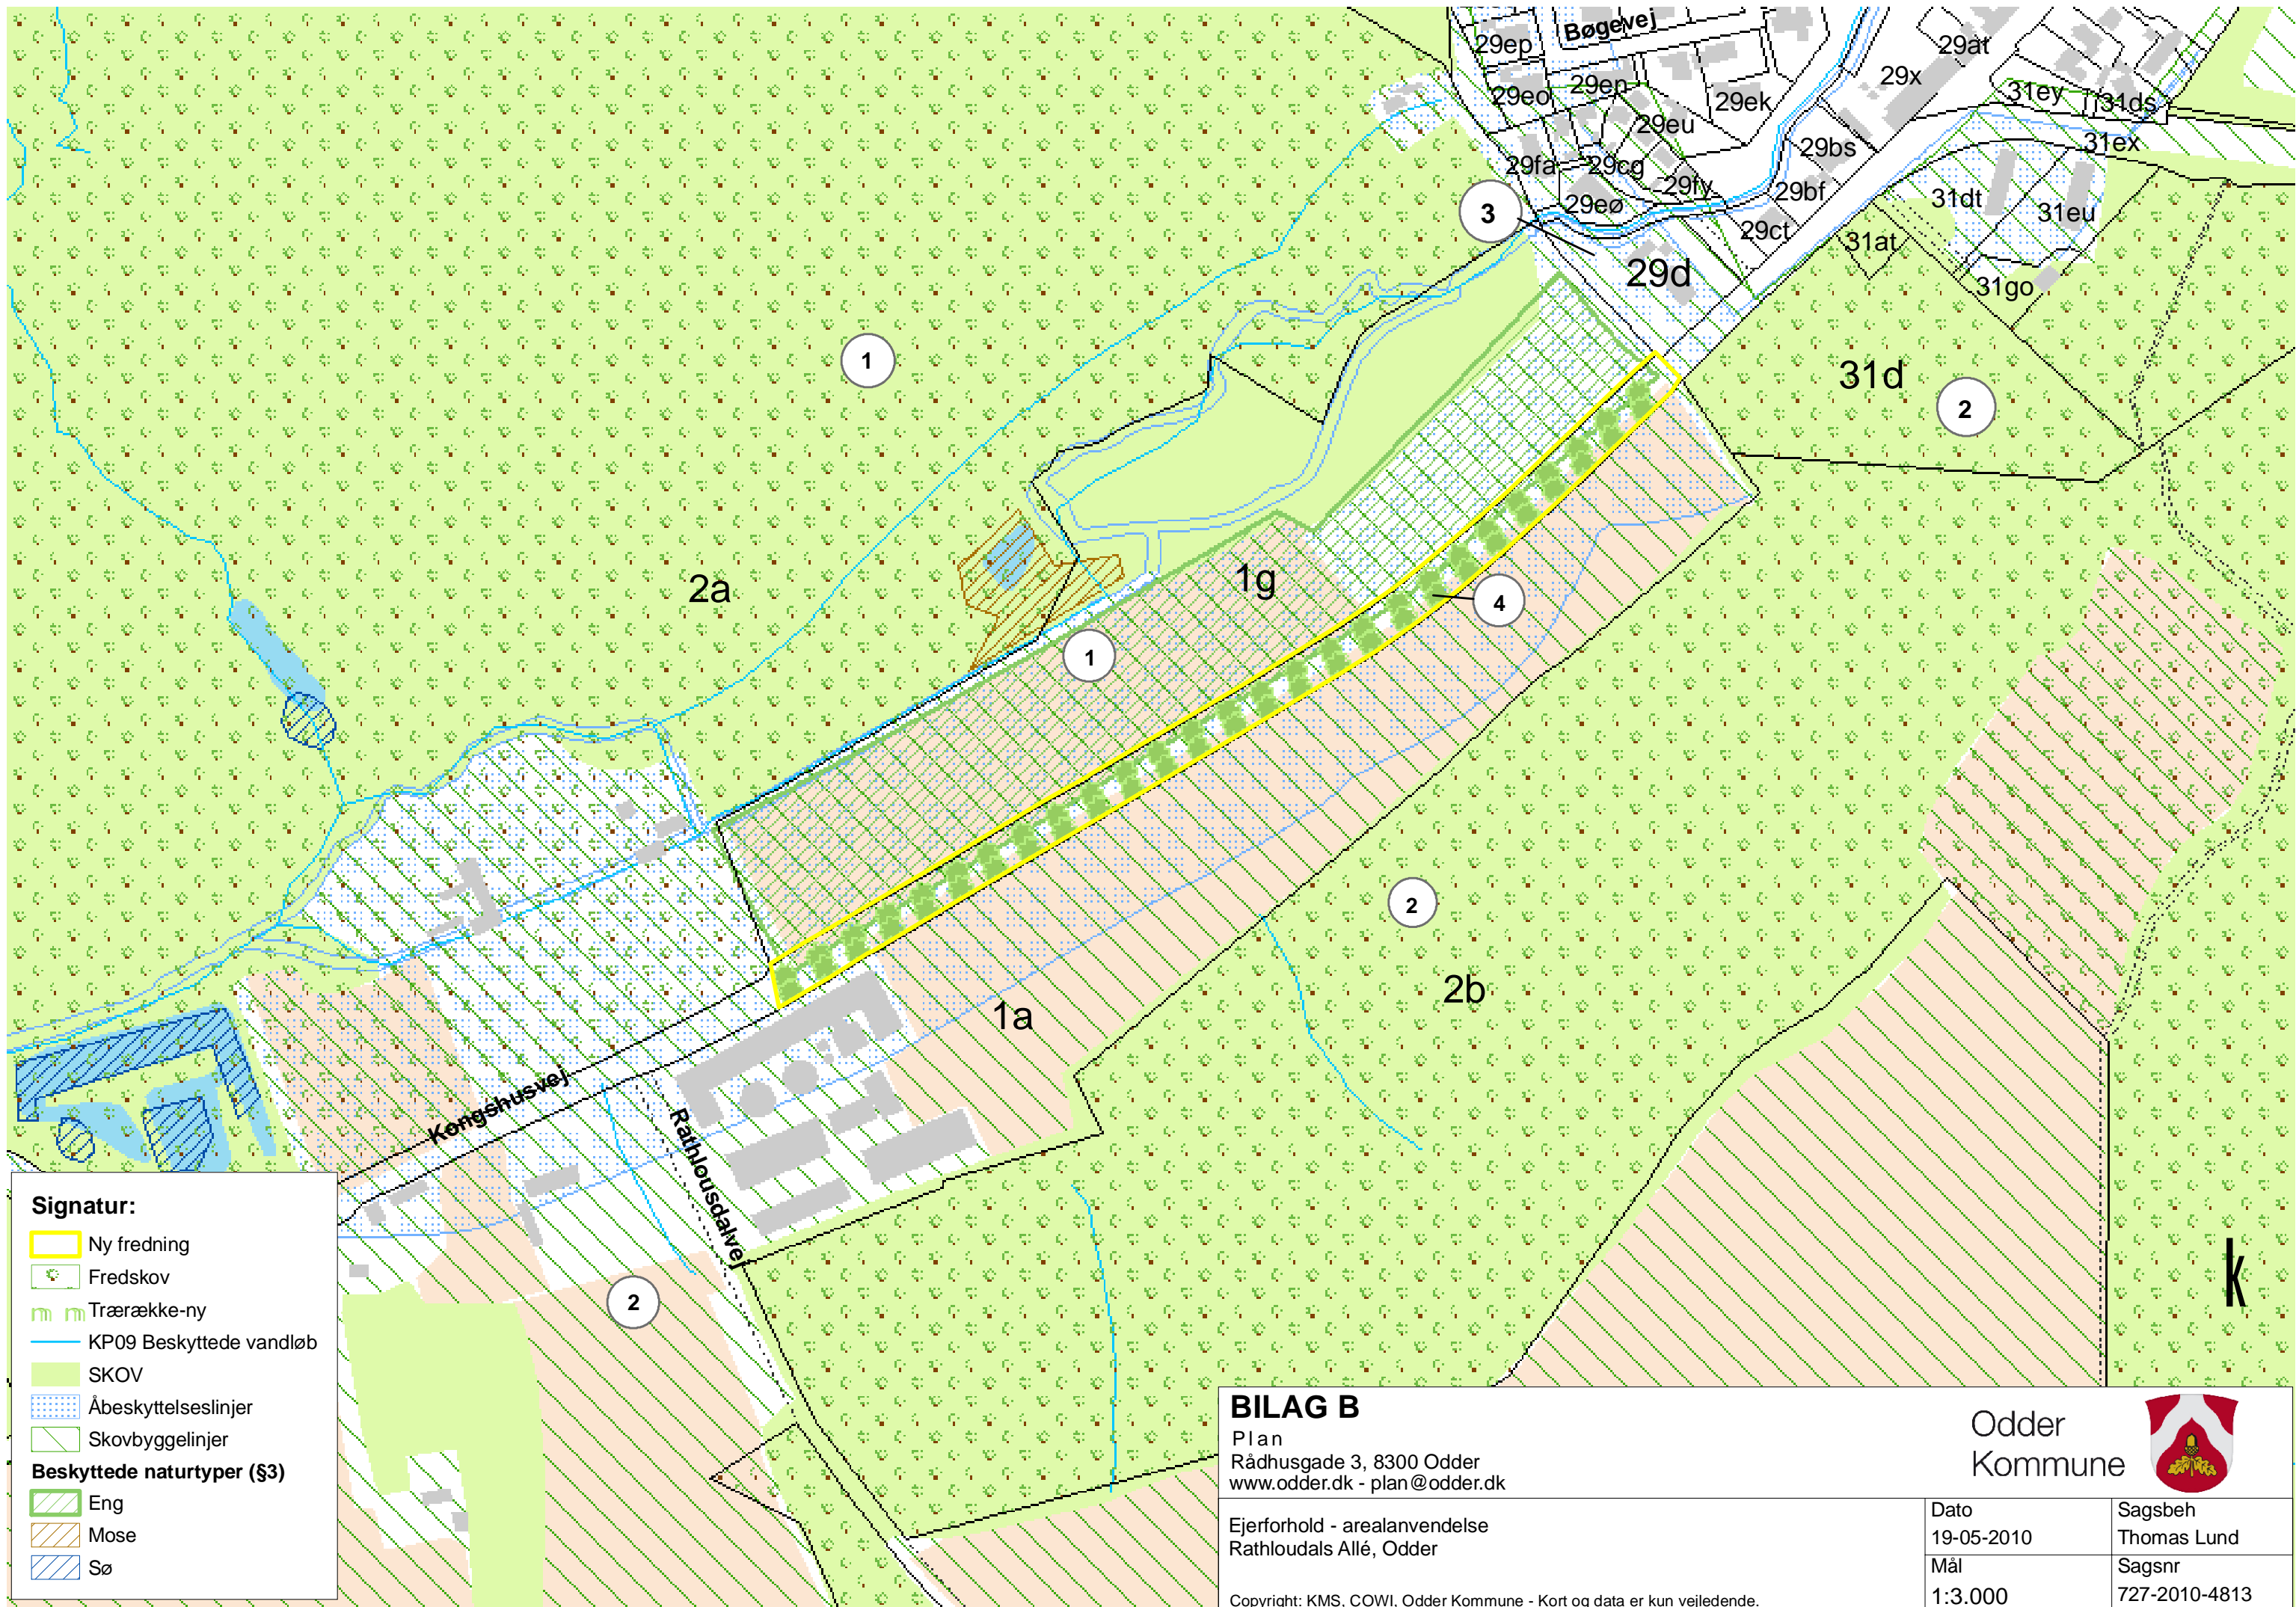 Bøgevej
29ep
29at
29x
29eo
29en
29ek
31ey
31ds
29eu
31ex
29bs
29fa
29cg
29fy
29bf
31dt
31eu
29eø
3
29ct
31at
29d
31go
1
31d
2
2a
1g
4
1
2
2b
1a
Kongshusvej
Rathlousdalvej
2
k
Signatur:
Ny fredning
Fredskov
Trærække-ny
KP09 Beskyttede vandløb
SKOV
Åbeskyttelseslinjer
Skovbyggelinjer
Beskyttede naturtyper (§3)
Eng
Mose
Sø
BILAG B
Plan
Rådhusgade 3, 8300 Odder
www.odder.dk - plan@odder.dk
Odder
Kommune
Ejerforhold - arealanvendelse
Rathloudals Allé, Odder
Copyright: KMS, COWI, Odder Kommune - Kort og data er kun vejledende.
Dato
19-05-2010
Sagsbeh
Thomas Lund
Mål
1:3.000
Sagsnr
727-2010-4813